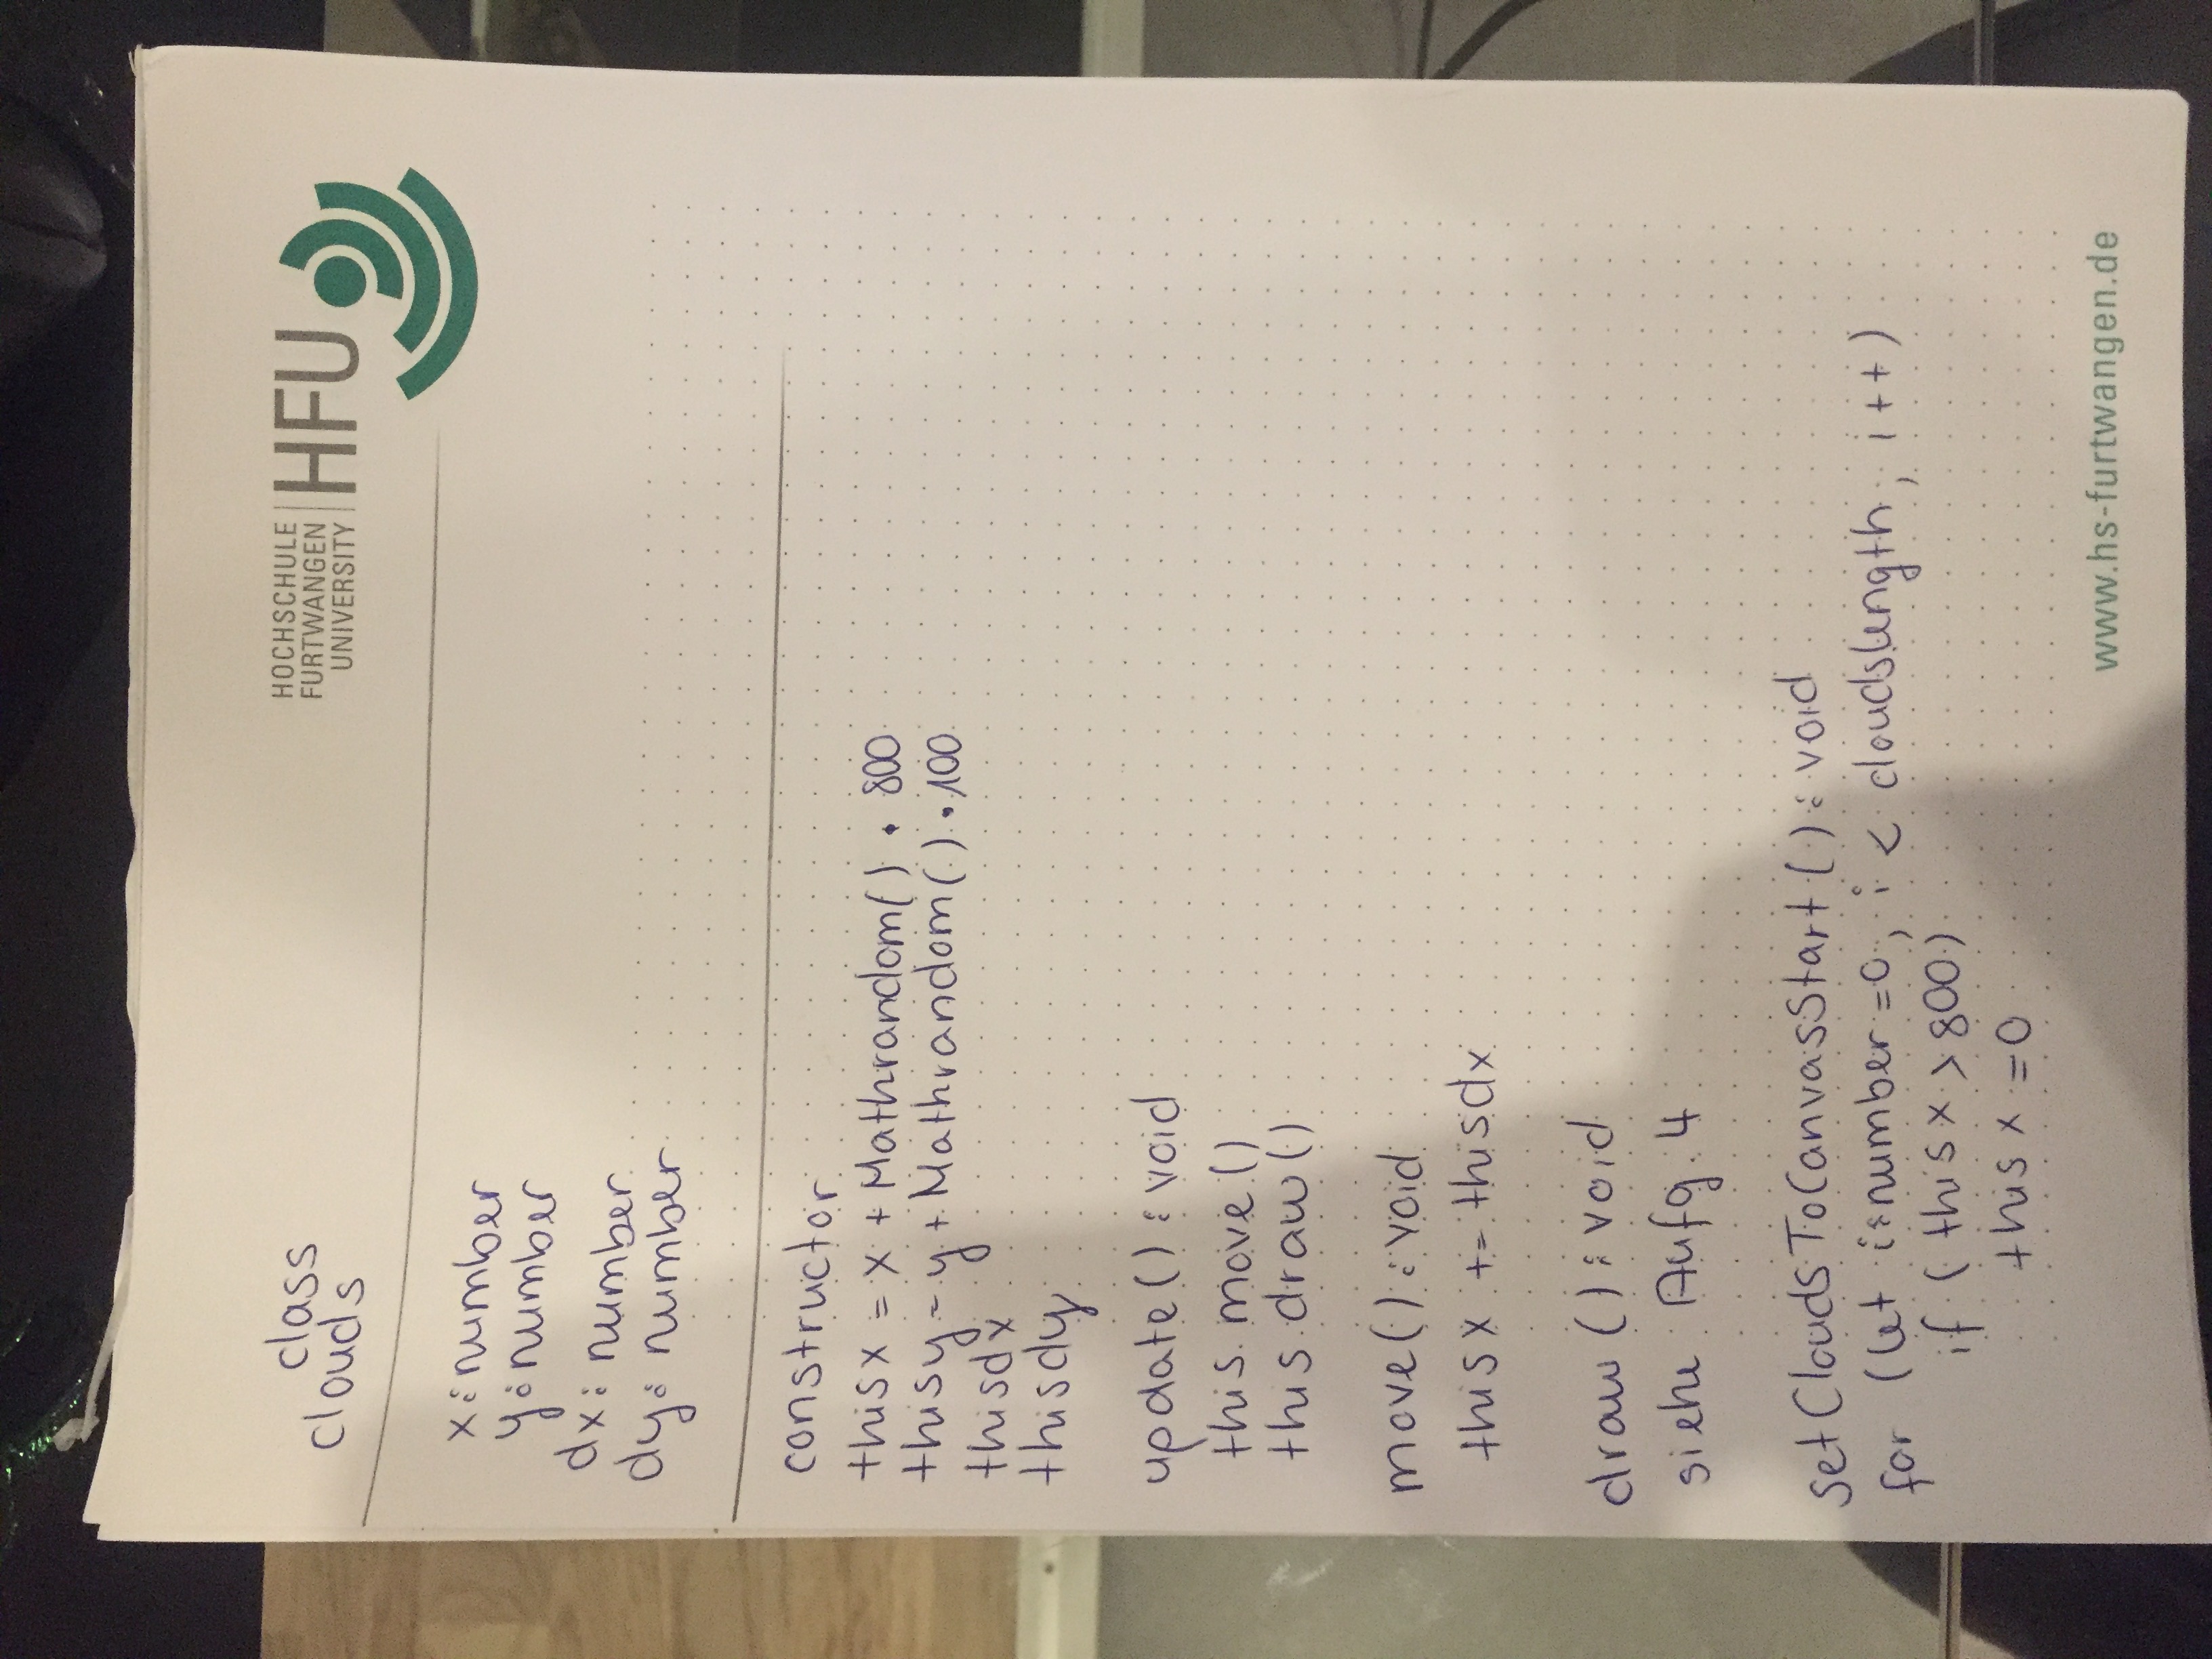 class
clouds
HOCHSCHULE
FURTWANGEN
UNIVERSITY
HFU
x: number
y: number
dx: number
dy: number
constructor
thisx = x + Mathrandom() • 800
thisy = y + Mathrandom() • 100
thisdx
thisdy
update() : void
this.move()
this.draw()
move() : void
thisx += thisdx
draw() : void
siehe Aufg. 4
setCloudsToCanvasStart() : void
for (let i:number=0, i < cloudslength, i++)
if (thisx > 800)
thisx = 0
www.hs-furtwangen.de